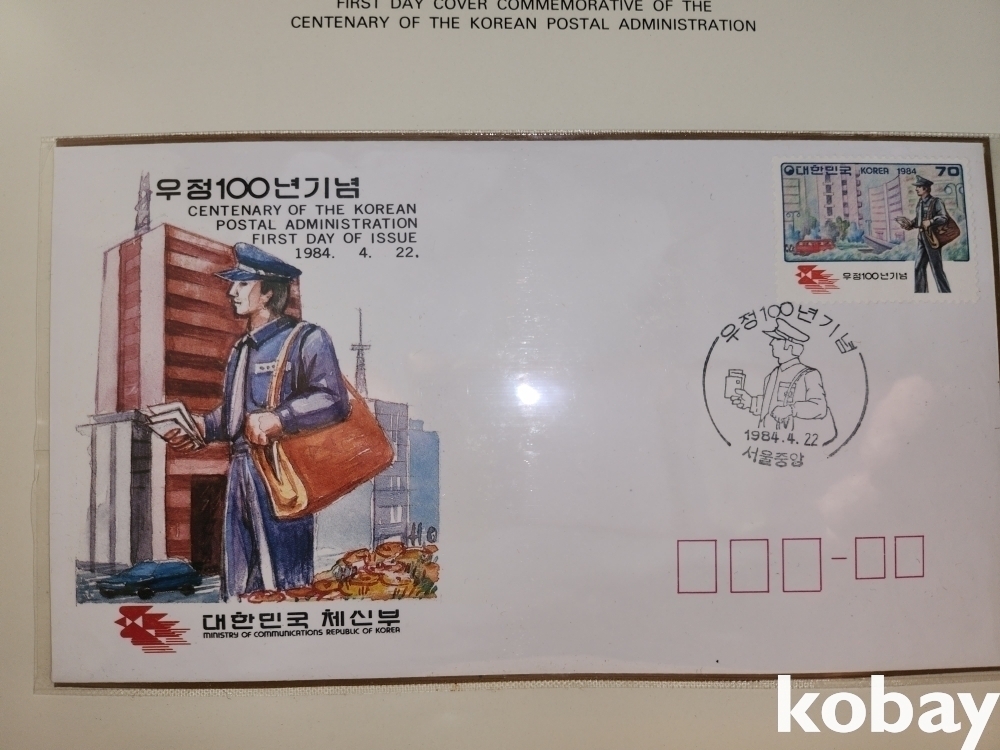 FIRST DAY COVER COMMEMORATIVE OF THE
CENTENARY OF THE KOREAN POSTAL ADMINISTRATION
우정100년기념
CENTENARY OF THE KOREAN
POSTAL ADMINISTRATION
FIRST DAY OF ISSUE
1984. 4. 22.
대한민국 KOREA 1984 70
우정100년기념
우정100년기념
1984.4.22
서울중앙
대한민국 체신부
MINISTRY OF COMMUNICATIONS REPUBLIC OF KOREA
kobay